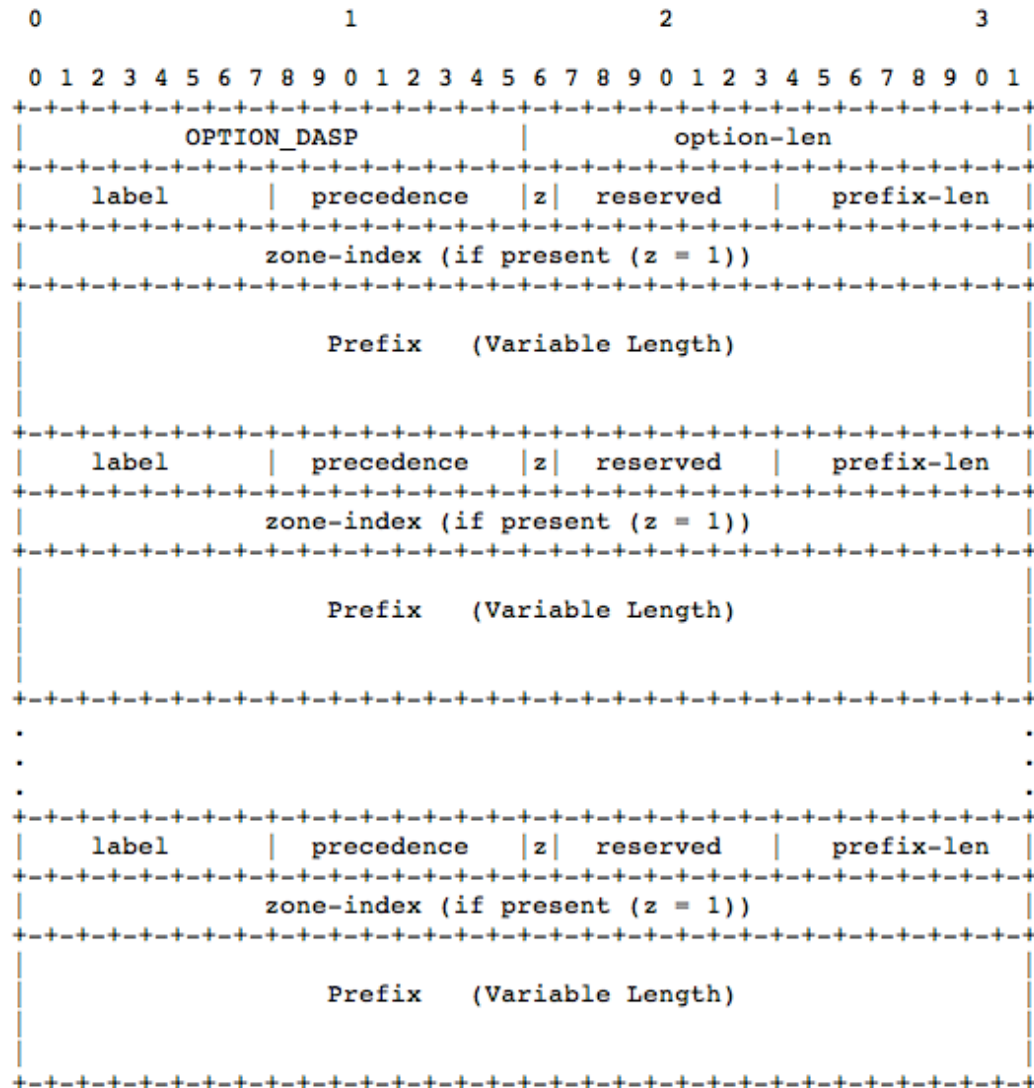 0                   1                   2                   3
 0 1 2 3 4 5 6 7 8 9 0 1 2 3 4 5 6 7 8 9 0 1 2 3 4 5 6 7 8 9 0 1
+-+-+-+-+-+-+-+-+-+-+-+-+-+-+-+-+-+-+-+-+-+-+-+-+-+-+-+-+-+-+-+-+
|          OPTION_DASP          |         option-len            |
+-+-+-+-+-+-+-+-+-+-+-+-+-+-+-+-+-+-+-+-+-+-+-+-+-+-+-+-+-+-+-+-+
|    label      |  precedence   |z|  reserved   |   prefix-len  |
+-+-+-+-+-+-+-+-+-+-+-+-+-+-+-+-+-+-+-+-+-+-+-+-+-+-+-+-+-+-+-+-+
|               zone-index (if present (z = 1))                 |
+-+-+-+-+-+-+-+-+-+-+-+-+-+-+-+-+-+-+-+-+-+-+-+-+-+-+-+-+-+-+-+-+
|                                                               |
|                   Prefix   (Variable Length)                  |
|                                                               |
|                                                               |
+-+-+-+-+-+-+-+-+-+-+-+-+-+-+-+-+-+-+-+-+-+-+-+-+-+-+-+-+-+-+-+-+
|    label      |  precedence   |z|  reserved   |   prefix-len  |
+-+-+-+-+-+-+-+-+-+-+-+-+-+-+-+-+-+-+-+-+-+-+-+-+-+-+-+-+-+-+-+-+
|               zone-index (if present (z = 1))                 |
+-+-+-+-+-+-+-+-+-+-+-+-+-+-+-+-+-+-+-+-+-+-+-+-+-+-+-+-+-+-+-+-+
|                                                               |
|                   Prefix   (Variable Length)                  |
|                                                               |
|                                                               |
+-+-+-+-+-+-+-+-+-+-+-+-+-+-+-+-+-+-+-+-+-+-+-+-+-+-+-+-+-+-+-+-+
.                                                               .
.                                                               .
.                                                               .
+-+-+-+-+-+-+-+-+-+-+-+-+-+-+-+-+-+-+-+-+-+-+-+-+-+-+-+-+-+-+-+-+
|    label      |  precedence   |z|  reserved   |   prefix-len  |
+-+-+-+-+-+-+-+-+-+-+-+-+-+-+-+-+-+-+-+-+-+-+-+-+-+-+-+-+-+-+-+-+
|               zone-index (if present (z = 1))                 |
+-+-+-+-+-+-+-+-+-+-+-+-+-+-+-+-+-+-+-+-+-+-+-+-+-+-+-+-+-+-+-+-+
|                                                               |
|                   Prefix   (Variable Length)                  |
|                                                               |
|                                                               |
+-+-+-+-+-+-+-+-+-+-+-+-+-+-+-+-+-+-+-+-+-+-+-+-+-+-+-+-+-+-+-+-+